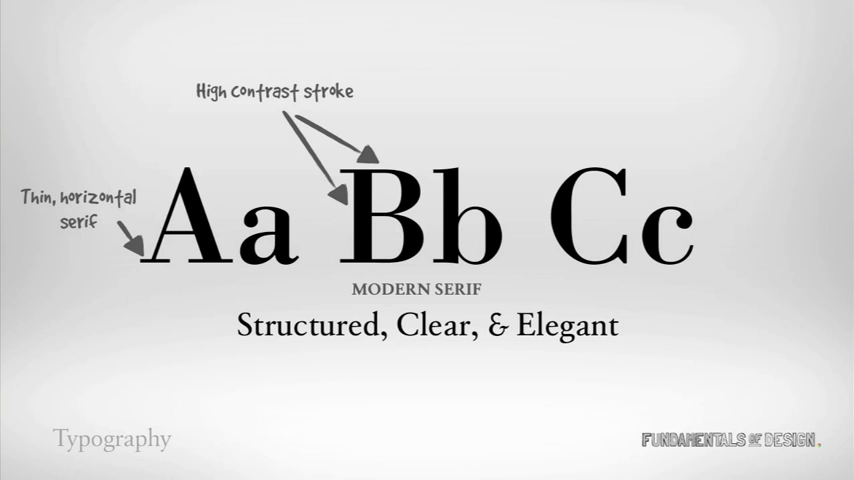 High contrast stroke
Thin, horizontal
serif
Aa Bb Cc
MODERN SERIF
Structured, Clear, & Elegant
Typography
FUNDAMENTALS OF DESIGN.